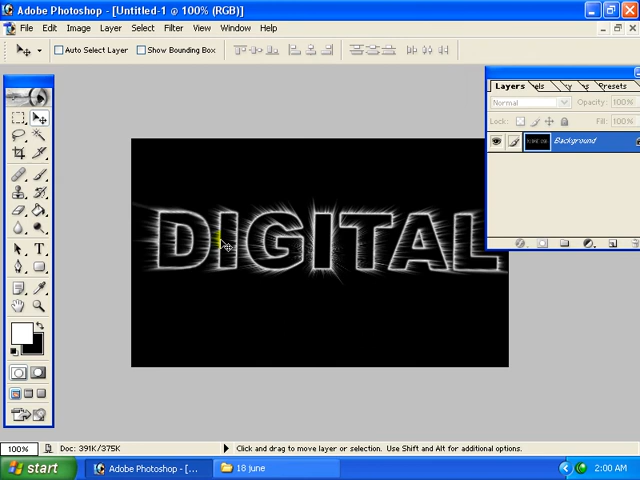 Adobe Photoshop - [Untitled-1 @ 100% (RGB)]
File Edit Image Layer Select Filter View Window Help
Auto Select Layer Show Bounding Box
Layers Presets
Normal Opacity: 100%
Lock: Fill: 100%
Background
DIGITAL
T
100% Doc: 391K/375K Click and drag to move layer or selection. Use Shift and Alt for additional options.
start Adobe Photoshop - [... 18 june 2:00 AM